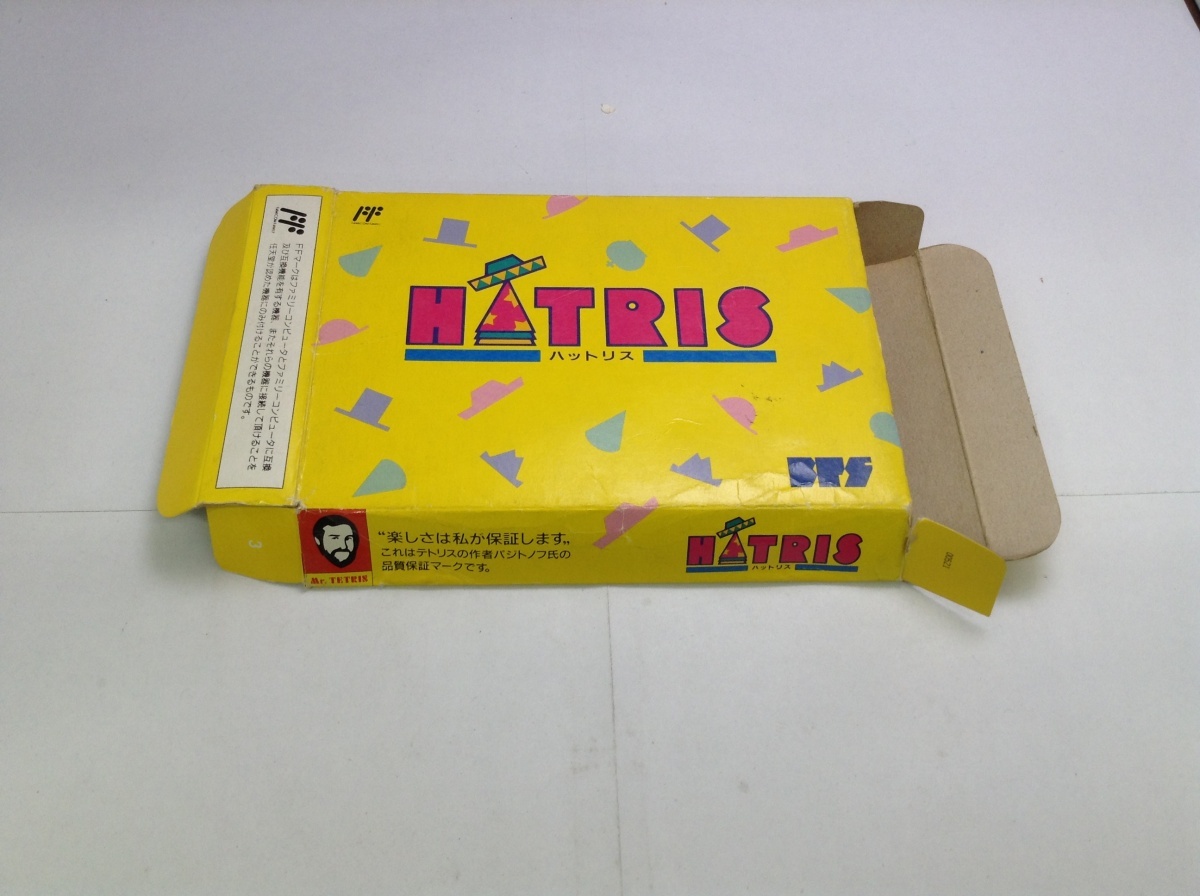 HATRIS
ハットリス
BPS
FFマークはファミリーコンピュータとファミリーコンピュータに互換
及び互換機能を有する機器、またそれらの機器に接続して頂けることを
任天堂が認めた機器にのみ付けることができるものです。
Mr. TETRIS
“楽しさは私が保証します„
これはテトリスの作者パジトノフ氏の
品質保証マークです。
HATRIS
ハットリス
3